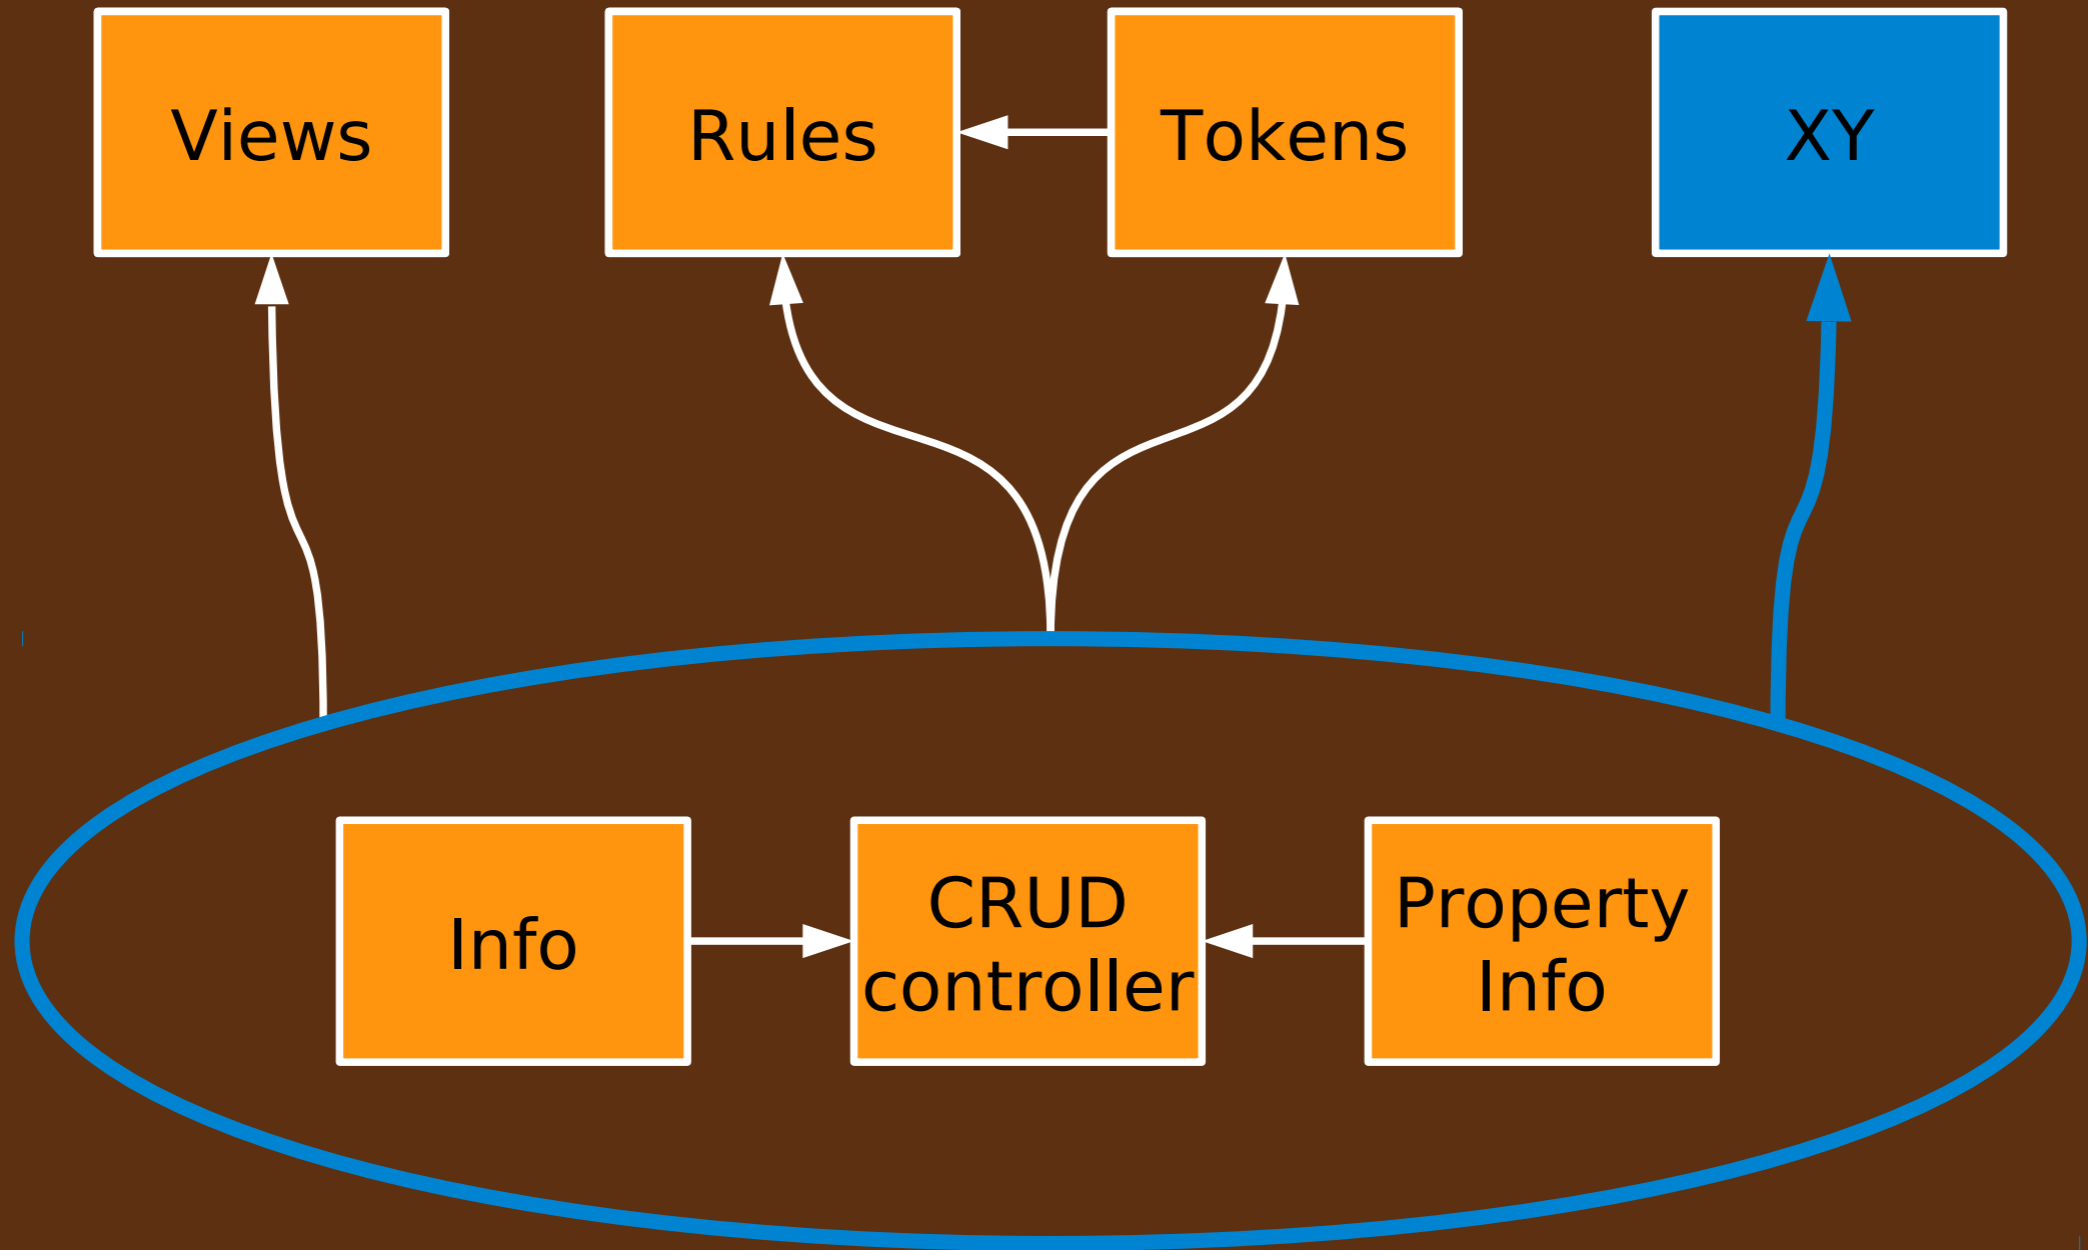 Views
Rules
Tokens
XY
Info
CRUD
controller
Property
Info